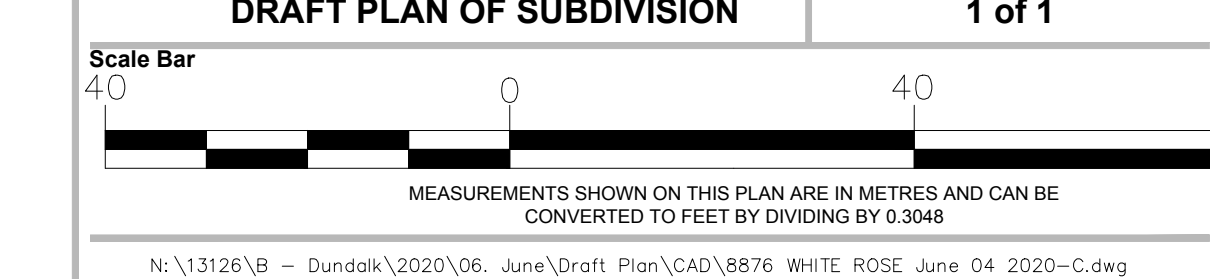 DRAFT PLAN OF SUBDIVISION 1 of 1
Scale Bar
40 0 40
MEASUREMENTS SHOWN ON THIS PLAN ARE IN METRES AND CAN BE
CONVERTED TO FEET BY DIVIDING BY 0.3048
N:\13126\B – Dundalk\2020\06. June\Draft Plan\CAD\8876 WHITE ROSE June 04 2020–C.dwg